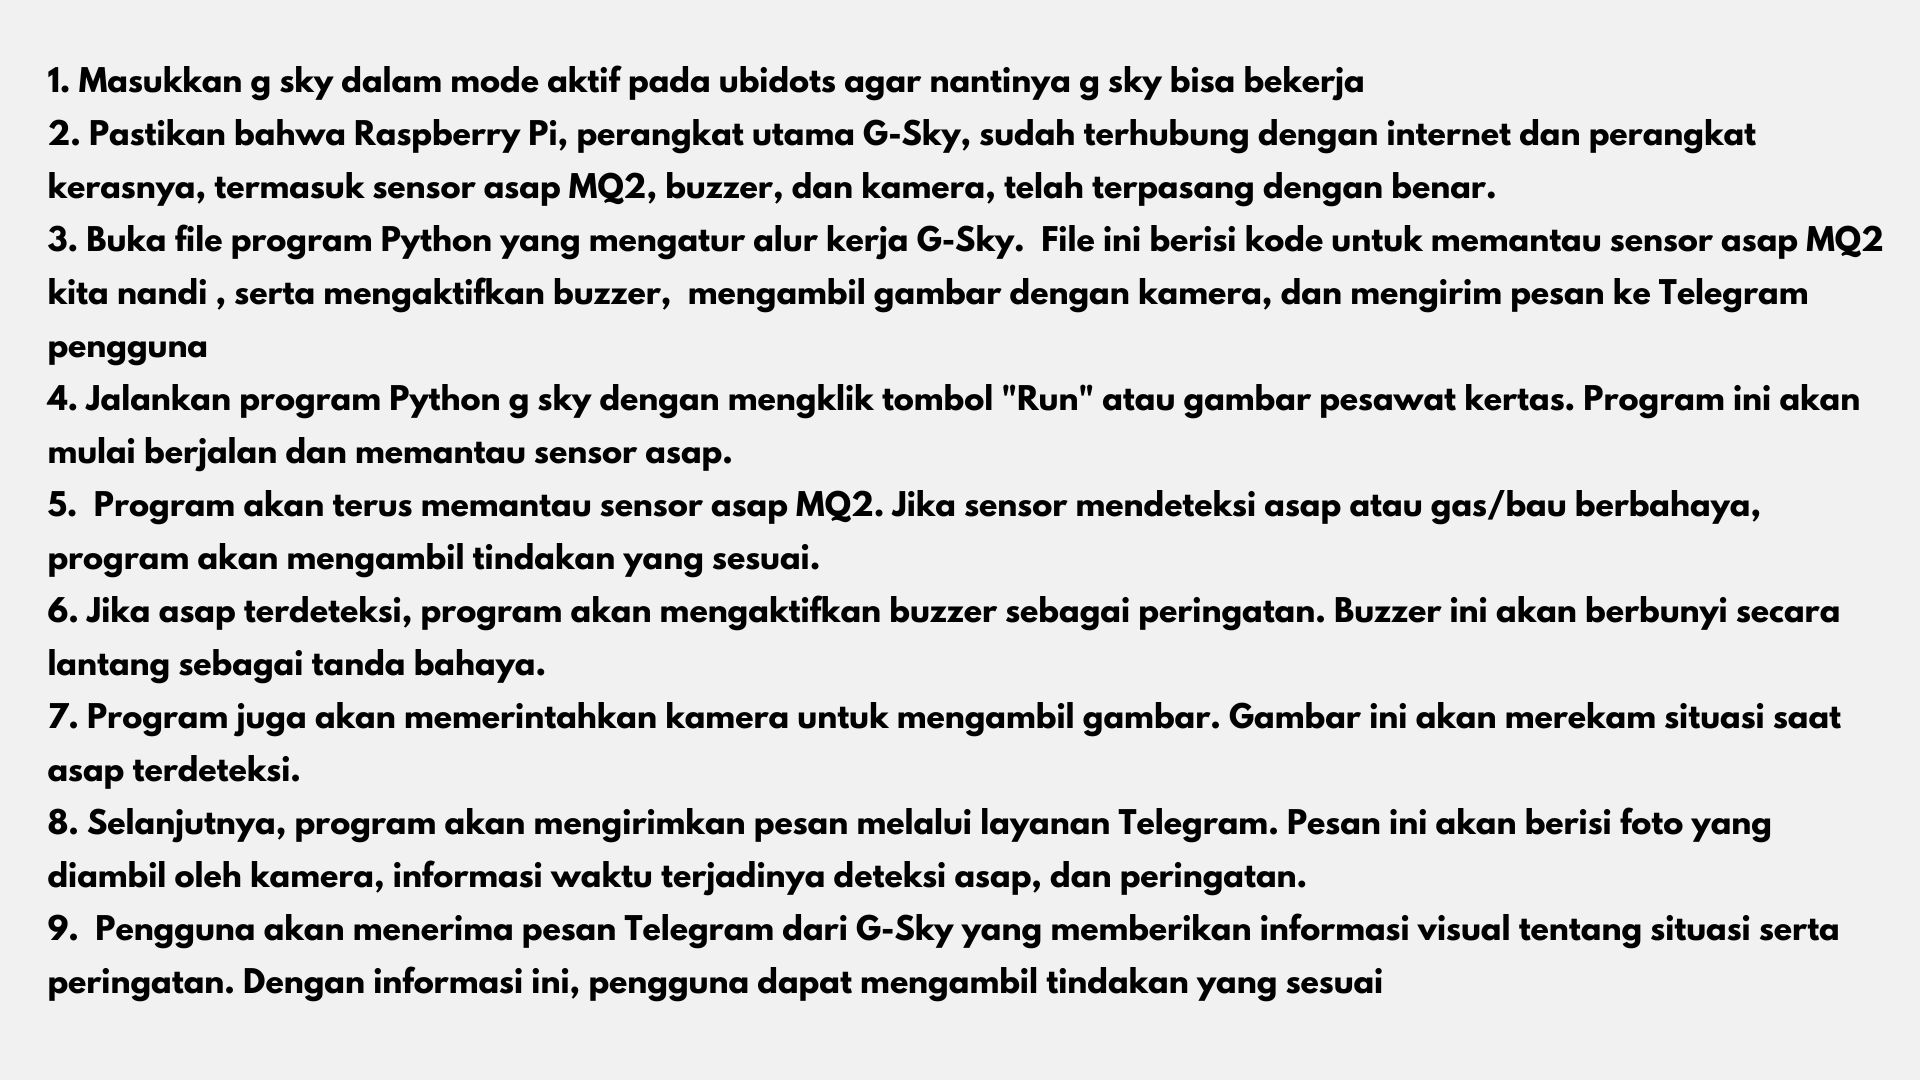 1. Masukkan g sky dalam mode aktif pada ubidots agar nantinya g sky bisa bekerja
2. Pastikan bahwa Raspberry Pi, perangkat utama G-Sky, sudah terhubung dengan internet dan perangkat
kerasnya, termasuk sensor asap MQ2, buzzer, dan kamera, telah terpasang dengan benar.
3. Buka file program Python yang mengatur alur kerja G-Sky.  File ini berisi kode untuk memantau sensor asap MQ2
kita nandi , serta mengaktifkan buzzer,  mengambil gambar dengan kamera, dan mengirim pesan ke Telegram
pengguna
4. Jalankan program Python g sky dengan mengklik tombol "Run" atau gambar pesawat kertas. Program ini akan
mulai berjalan dan memantau sensor asap.
5.  Program akan terus memantau sensor asap MQ2. Jika sensor mendeteksi asap atau gas/bau berbahaya,
program akan mengambil tindakan yang sesuai.
6. Jika asap terdeteksi, program akan mengaktifkan buzzer sebagai peringatan. Buzzer ini akan berbunyi secara
lantang sebagai tanda bahaya.
7. Program juga akan memerintahkan kamera untuk mengambil gambar. Gambar ini akan merekam situasi saat
asap terdeteksi.
8. Selanjutnya, program akan mengirimkan pesan melalui layanan Telegram. Pesan ini akan berisi foto yang
diambil oleh kamera, informasi waktu terjadinya deteksi asap, dan peringatan.
9.  Pengguna akan menerima pesan Telegram dari G-Sky yang memberikan informasi visual tentang situasi serta
peringatan. Dengan informasi ini, pengguna dapat mengambil tindakan yang sesuai